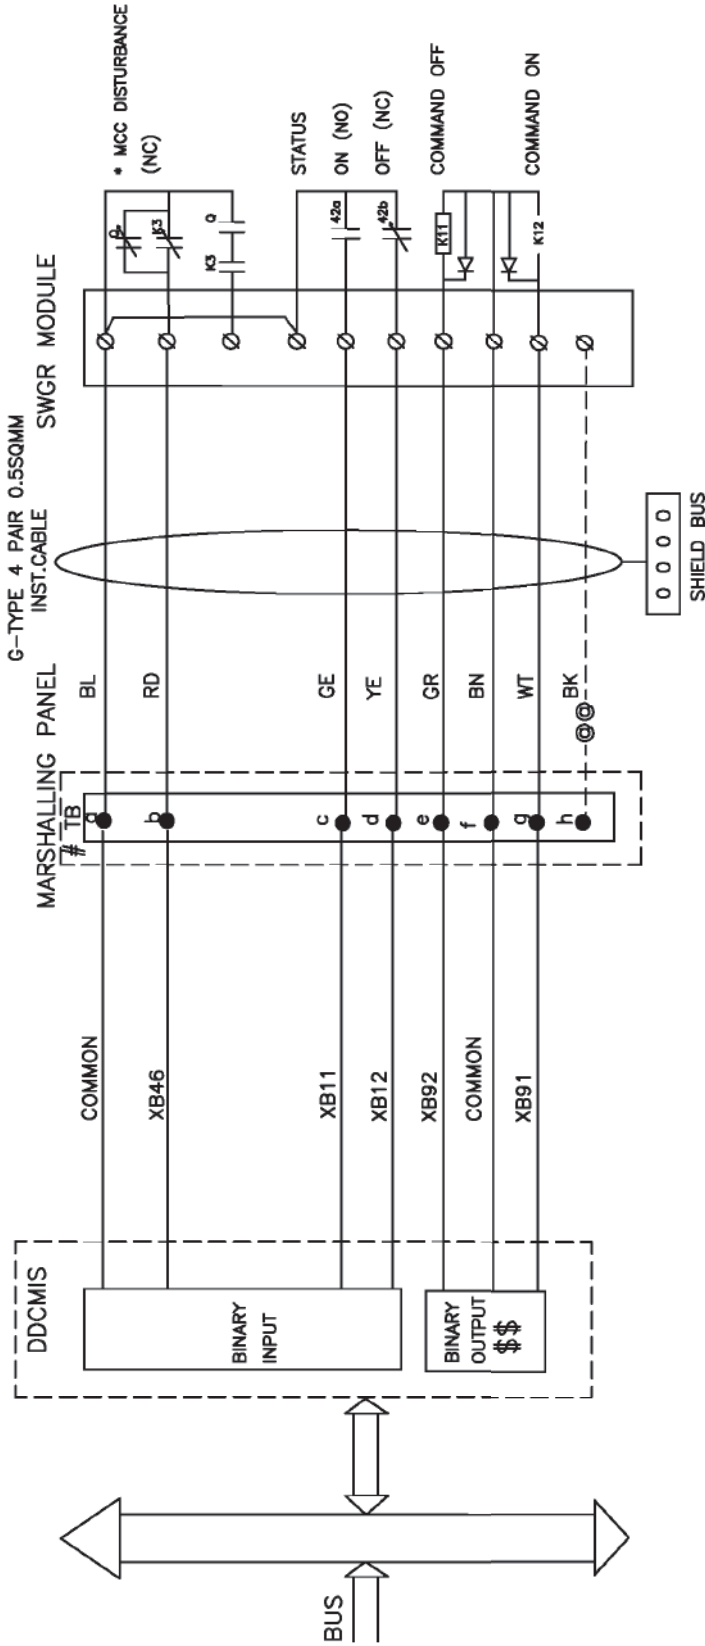 BUS
DDCMIS
BINARY
INPUT
BINARY
OUTPUT
$$
COMMON
XB46
XB11
XB12
XB92
COMMON
XB91
MARSHALLING PANEL
# TB
a
b
c
d
e
f
g
h
BL
RD
GE
YE
GR
BN
WT
BK
@@
G-TYPE 4 PAIR 0.5SQMM
INST.CABLE
SHIELD BUS
SWGR MODULE
Q
K3
K3
Q
42a
42b
K11
K12
* MCC DISTURBANCE
(NC)
STATUS
ON (NO)
OFF (NC)
COMMAND OFF
COMMAND ON